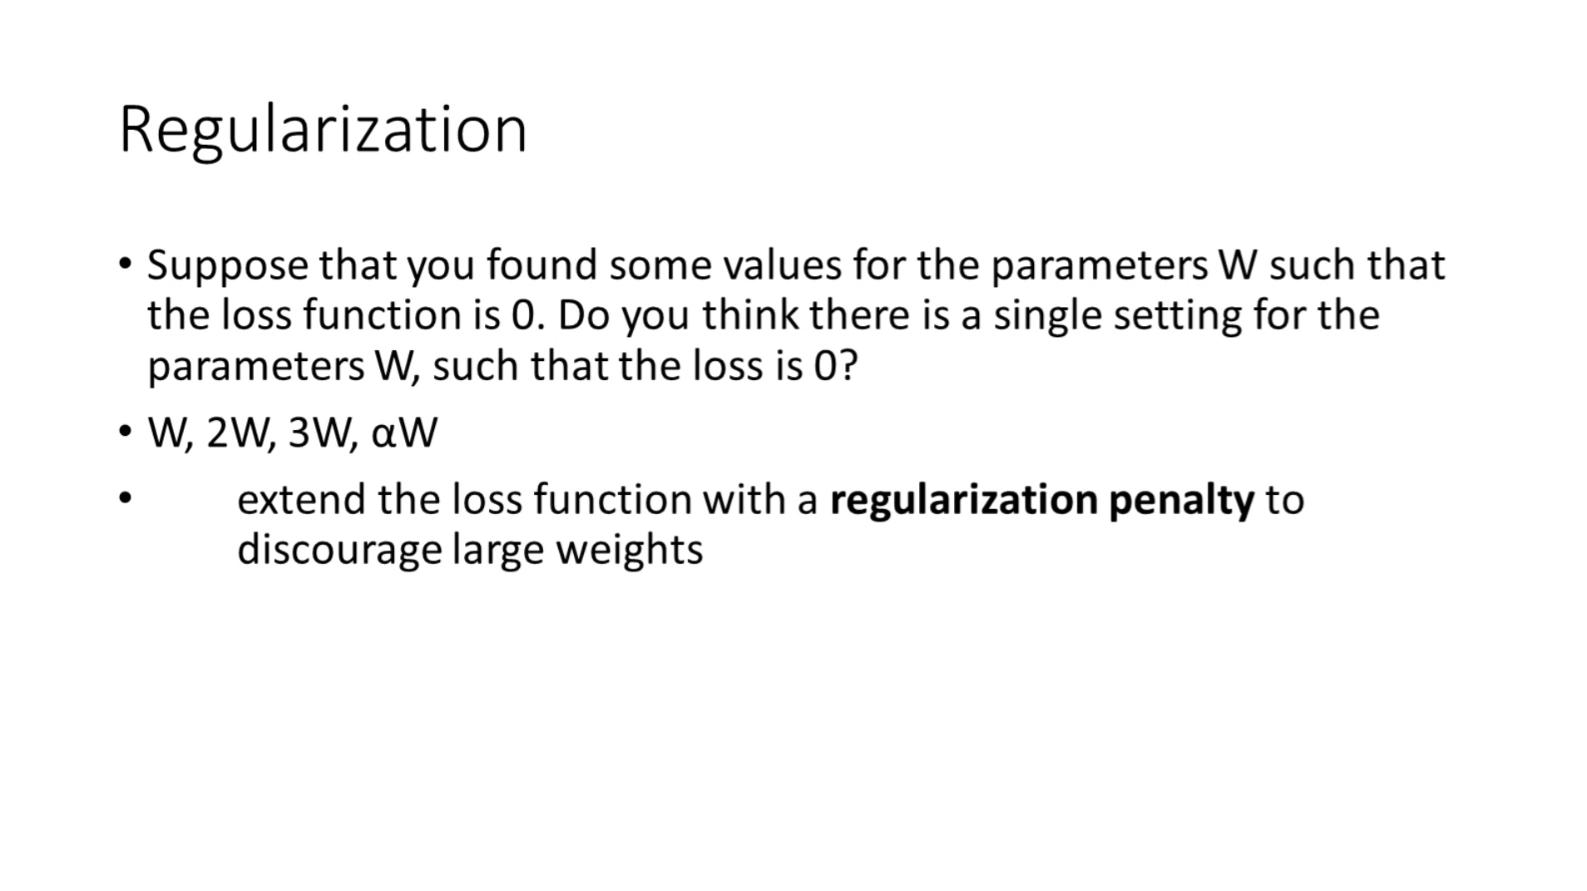 Regularization
• Suppose that you found some values for the parameters W such that
the loss function is 0. Do you think there is a single setting for the
parameters W, such that the loss is 0?
• W, 2W, 3W, αW
• extend the loss function with a regularization penalty to
discourage large weights